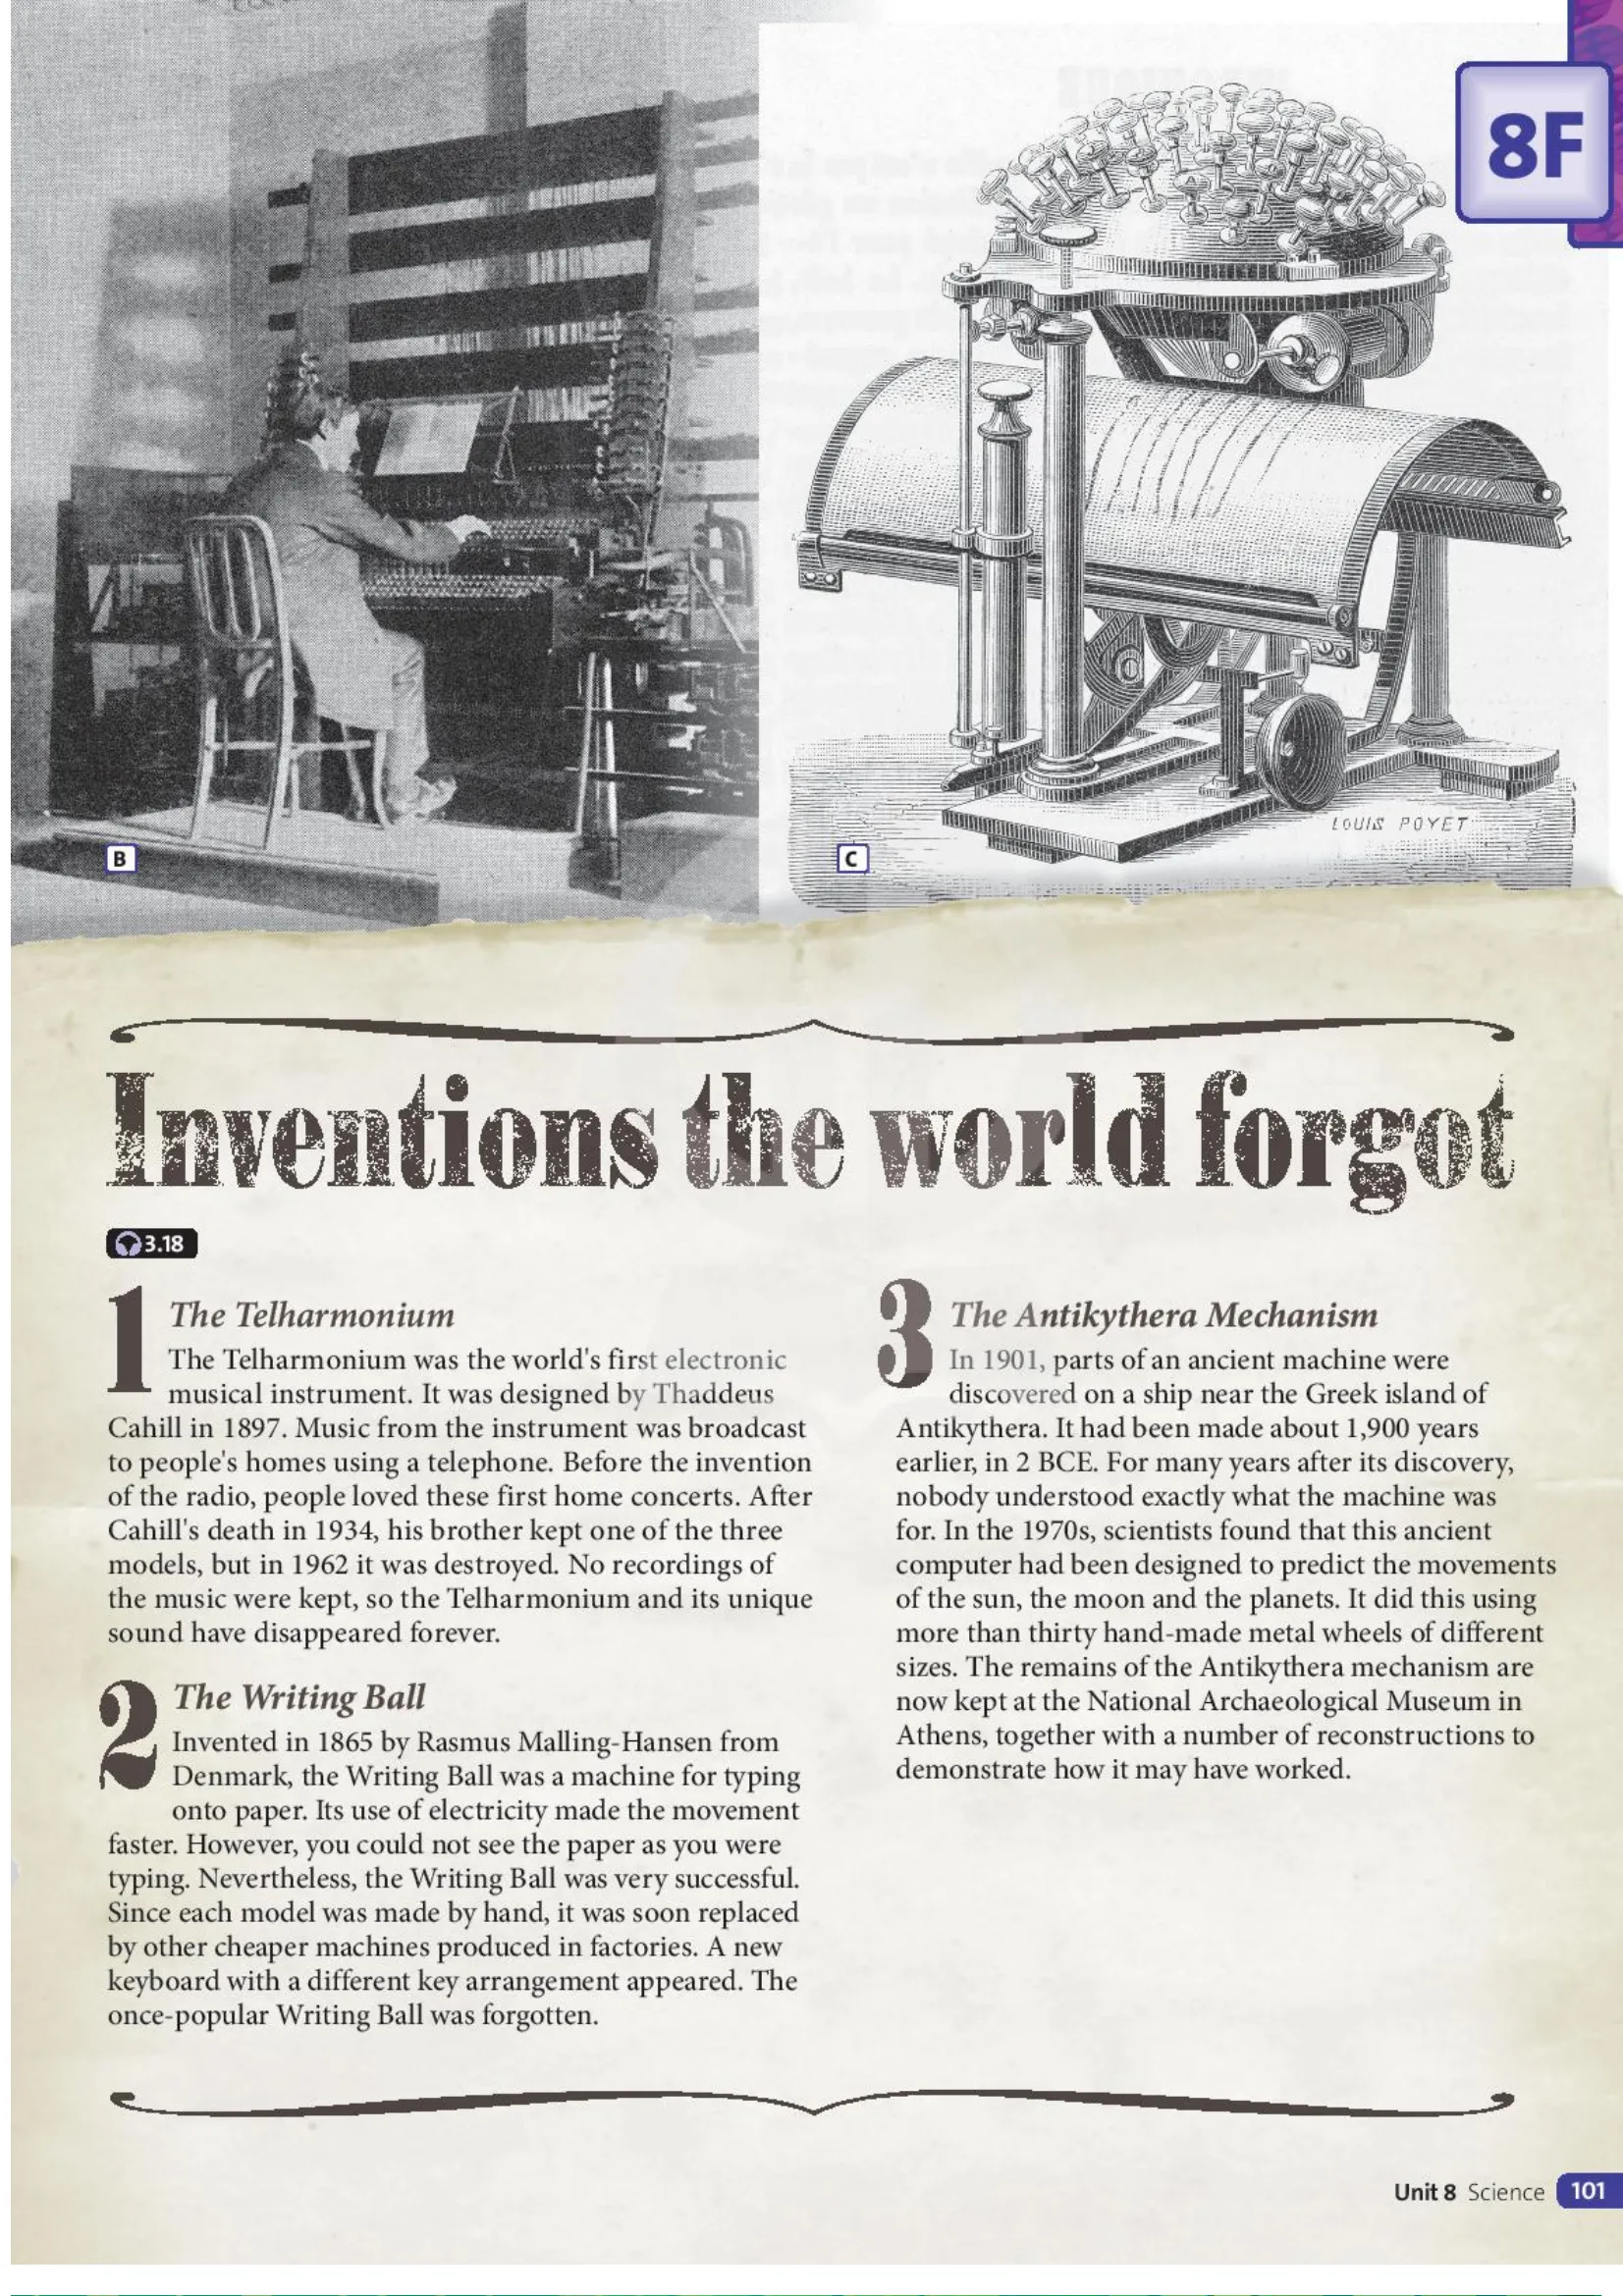 8F
B
C
LOUIS POYET
Inventions the world forgot
3.18
1
The Telharmonium
The Telharmonium was the world's first electronic
musical instrument. It was designed by Thaddeus
Cahill in 1897. Music from the instrument was broadcast
to people's homes using a telephone. Before the invention
of the radio, people loved these first home concerts. After
Cahill's death in 1934, his brother kept one of the three
models, but in 1962 it was destroyed. No recordings of
the music were kept, so the Telharmonium and its unique
sound have disappeared forever.
2
The Writing Ball
Invented in 1865 by Rasmus Malling-Hansen from
Denmark, the Writing Ball was a machine for typing
onto paper. Its use of electricity made the movement
faster. However, you could not see the paper as you were
typing. Nevertheless, the Writing Ball was very successful.
Since each model was made by hand, it was soon replaced
by other cheaper machines produced in factories. A new
keyboard with a different key arrangement appeared. The
once-popular Writing Ball was forgotten.
3
The Antikythera Mechanism
In 1901, parts of an ancient machine were
discovered on a ship near the Greek island of
Antikythera. It had been made about 1,900 years
earlier, in 2 BCE. For many years after its discovery,
nobody understood exactly what the machine was
for. In the 1970s, scientists found that this ancient
computer had been designed to predict the movements
of the sun, the moon and the planets. It did this using
more than thirty hand-made metal wheels of different
sizes. The remains of the Antikythera mechanism are
now kept at the National Archaeological Museum in
Athens, together with a number of reconstructions to
demonstrate how it may have worked.
Unit 8 Science 101